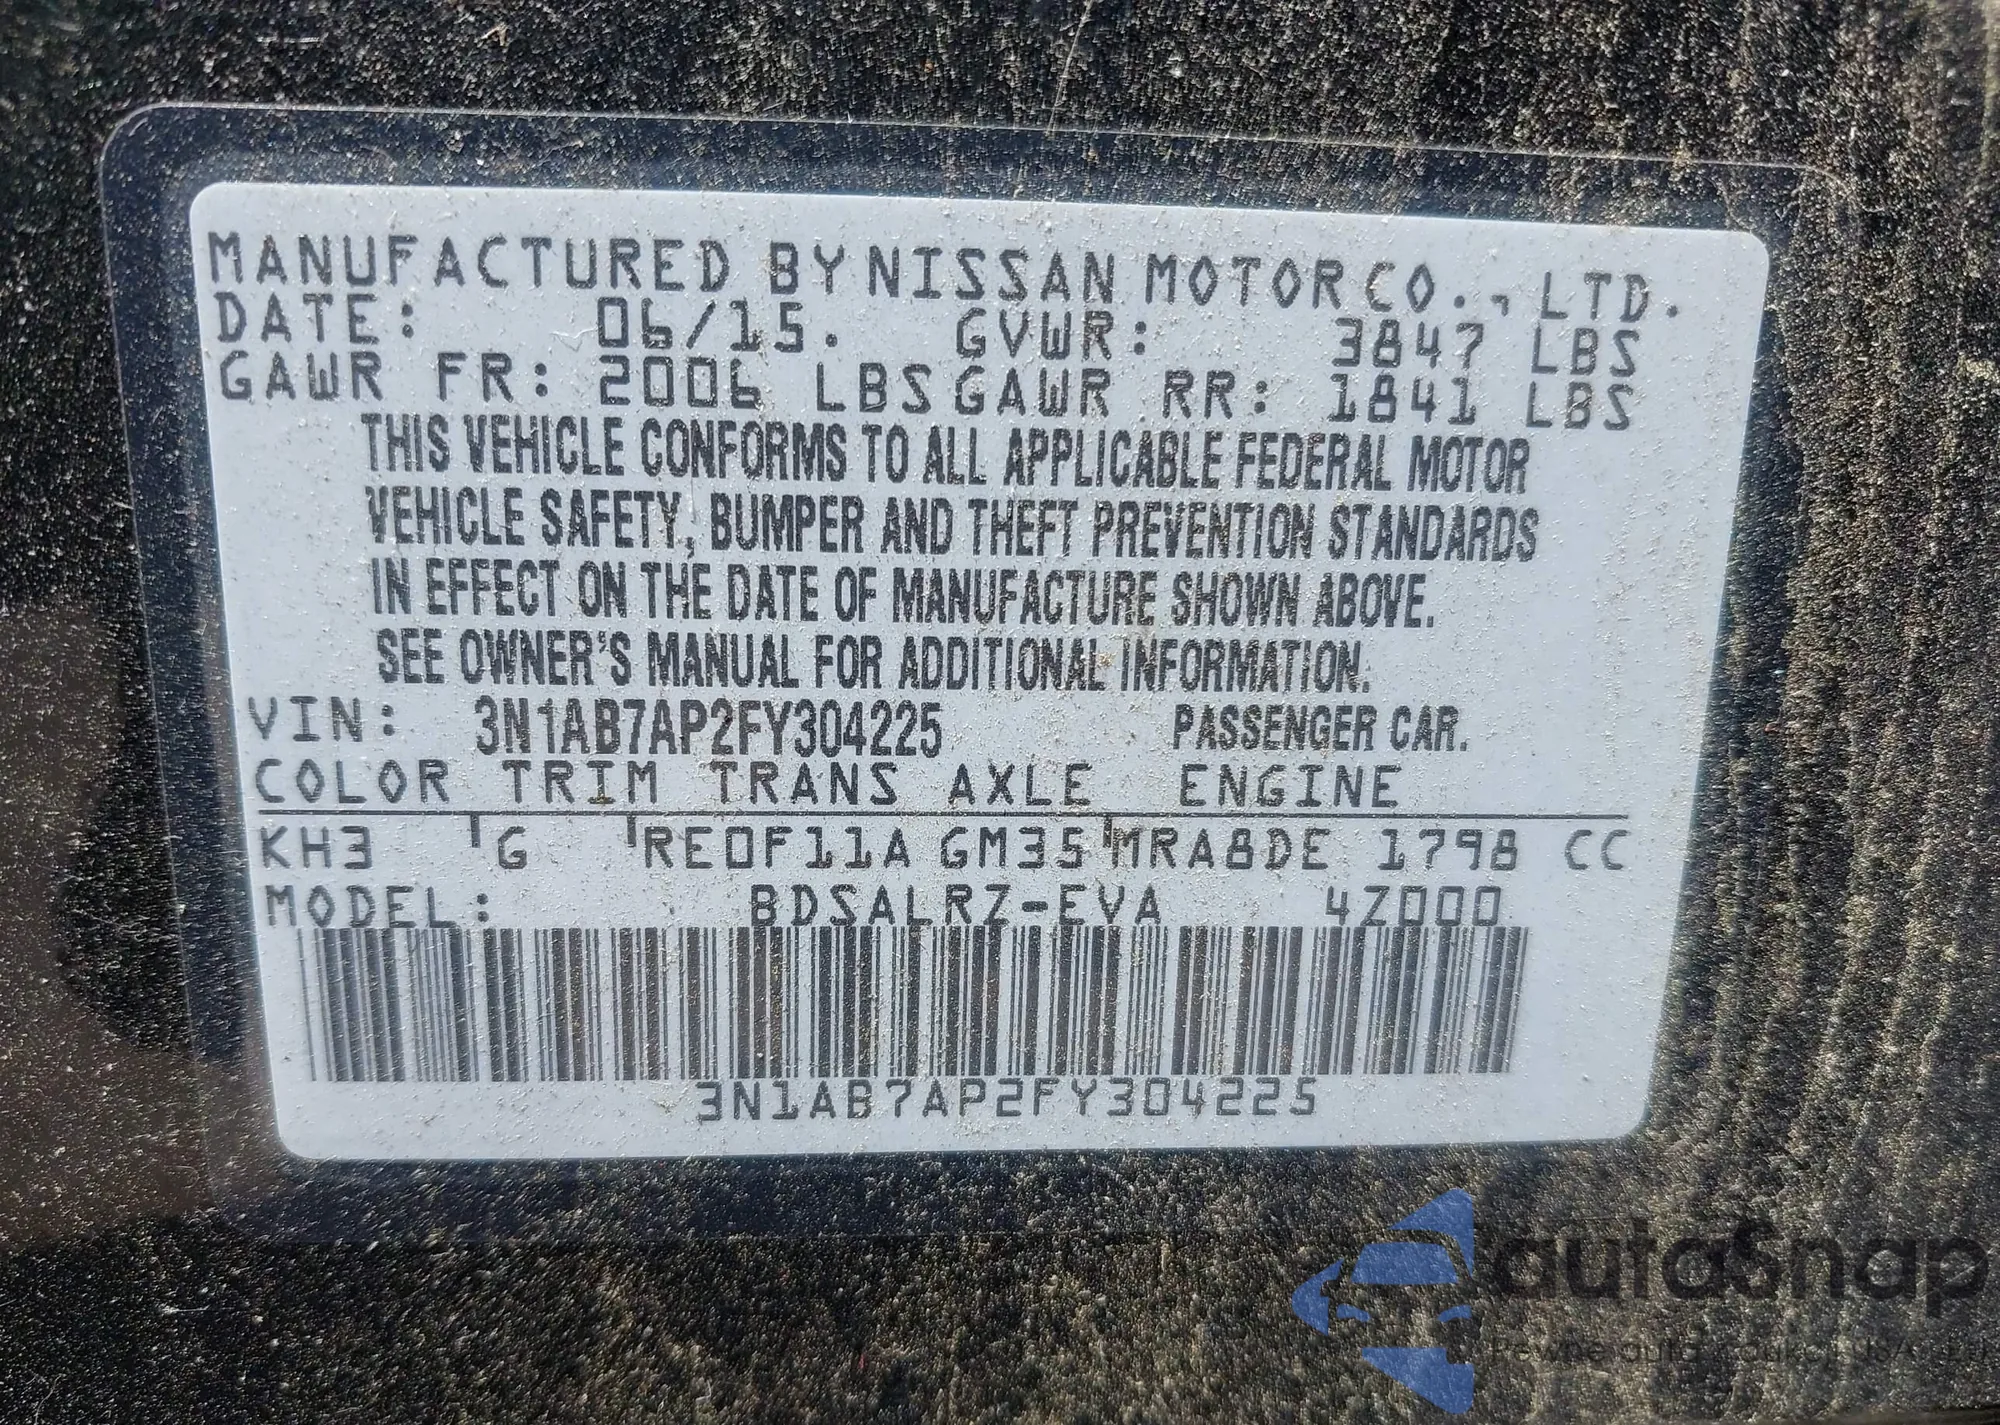 MANUFACTURED BY NISSAN MOTOR CO., LTD.
DATE: 06/15. GVWR: 3847 LBS
GAWR FR: 2006 LBS GAWR RR: 1841 LBS
THIS VEHICLE CONFORMS TO ALL APPLICABLE FEDERAL MOTOR
VEHICLE SAFETY, BUMPER AND THEFT PREVENTION STANDARDS
IN EFFECT ON THE DATE OF MANUFACTURE SHOWN ABOVE.
SEE OWNER'S MANUAL FOR ADDITIONAL INFORMATION.
VIN: 3N1AB7AP2FY304225 PASSENGER CAR.
COLOR TRIM TRANS AXLE ENGINE
KH3 G RE0F11A GM35 MRA8DE 1798 CC
MODEL: BDSALRZ-EVA 4Z000
3N1AB7AP2FY304225
autoSnap